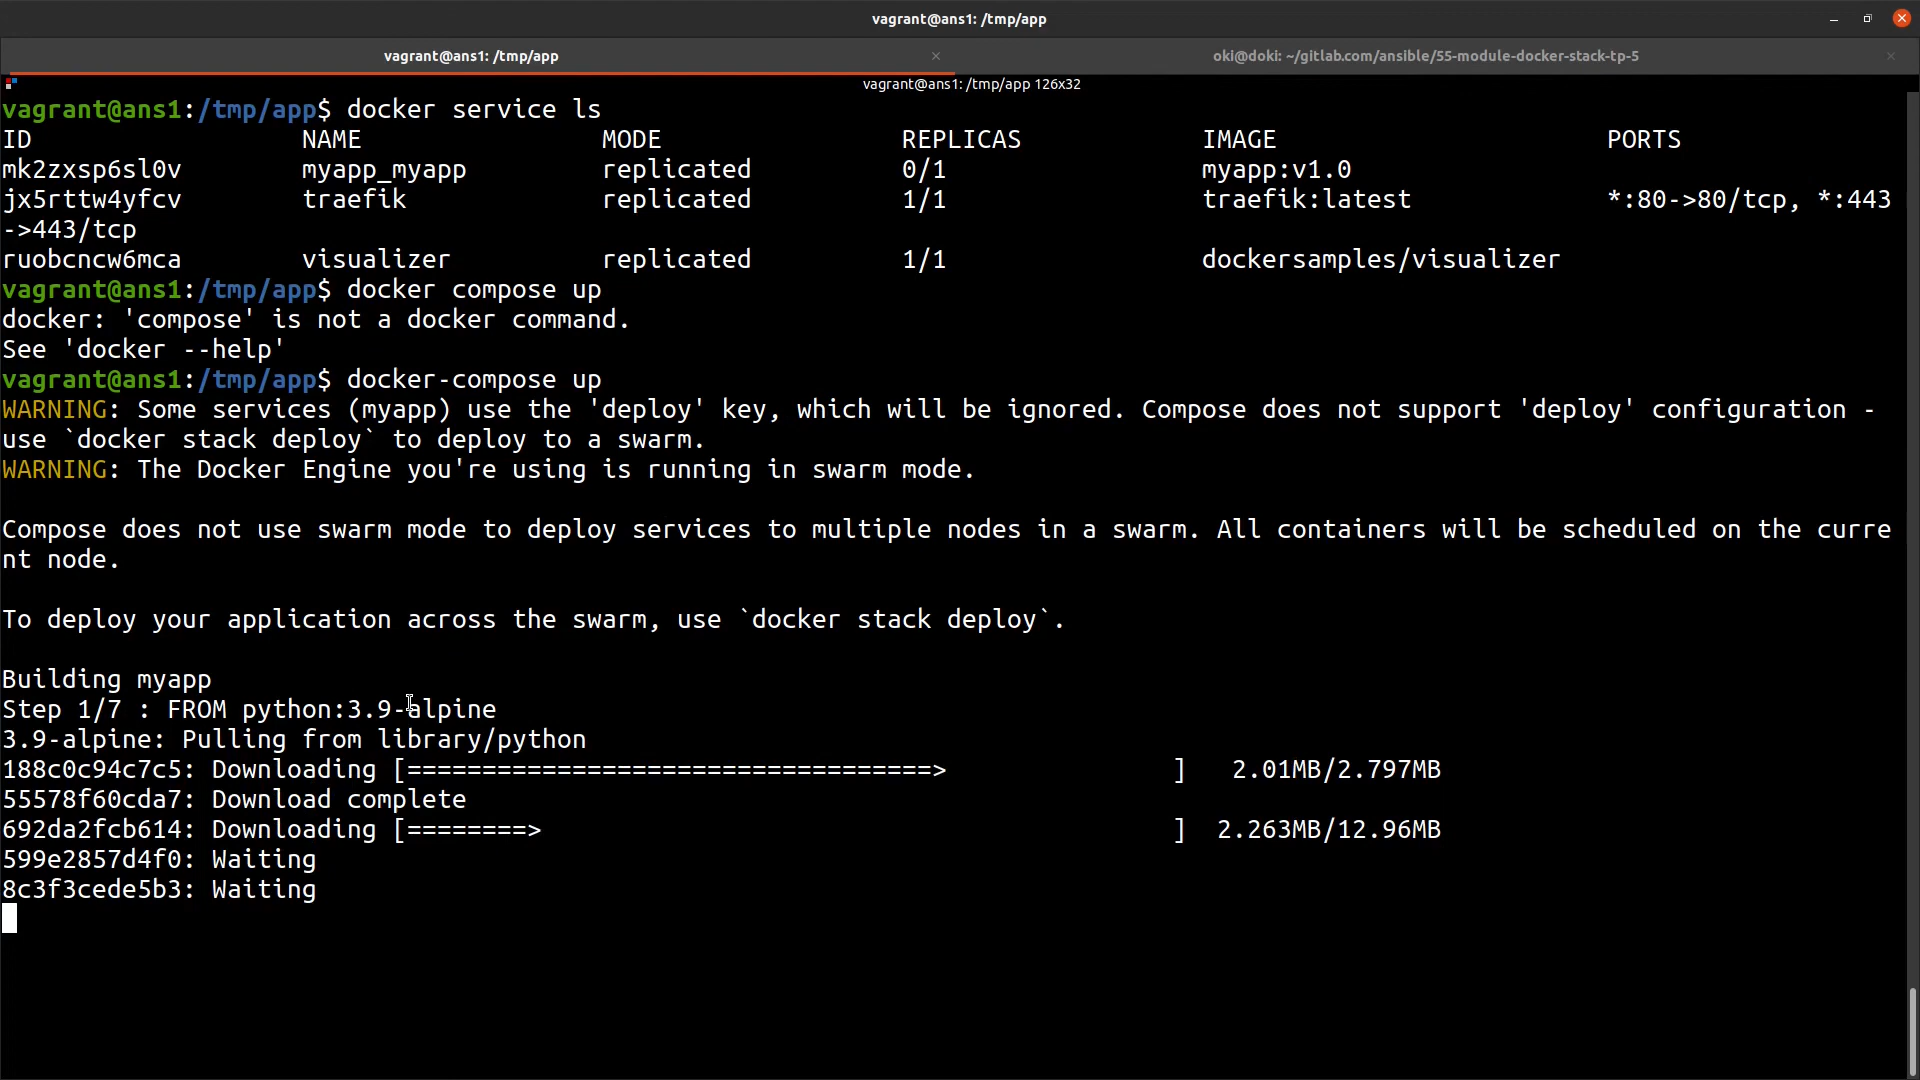 vagrant@ans1: /tmp/app
vagrant@ans1: /tmp/app
oki@doki: ~/gitlab.com/ansible/55-module-docker-stack-tp-5
vagrant@ans1: /tmp/app 126x32
vagrant@ans1:/tmp/app$ docker service ls
ID NAME MODE REPLICAS IMAGE PORTS
mk2zxsp6sl0v myapp_myapp replicated 0/1 myapp:v1.0
jx5rttw4yfcv traefik replicated 1/1 traefik:latest *:80->80/tcp, *:443
->443/tcp
ruobcncw6mca visualizer replicated 1/1 dockersamples/visualizer
vagrant@ans1:/tmp/app$ docker compose up
docker: 'compose' is not a docker command.
See 'docker --help'
vagrant@ans1:/tmp/app$ docker-compose up
WARNING: Some services (myapp) use the 'deploy' key, which will be ignored. Compose does not support 'deploy' configuration -
use `docker stack deploy` to deploy to a swarm.
WARNING: The Docker Engine you're using is running in swarm mode.
Compose does not use swarm mode to deploy services to multiple nodes in a swarm. All containers will be scheduled on the curre
nt node.
To deploy your application across the swarm, use `docker stack deploy`.
Building myapp
Step 1/7 : FROM python:3.9-alpine
3.9-alpine: Pulling from library/python
188c0c94c7c5: Downloading [===================================> ] 2.01MB/2.797MB
55578f60cda7: Download complete
692da2fcb614: Downloading [========> ] 2.263MB/12.96MB
599e2857d4f0: Waiting
8c3f3cede5b3: Waiting